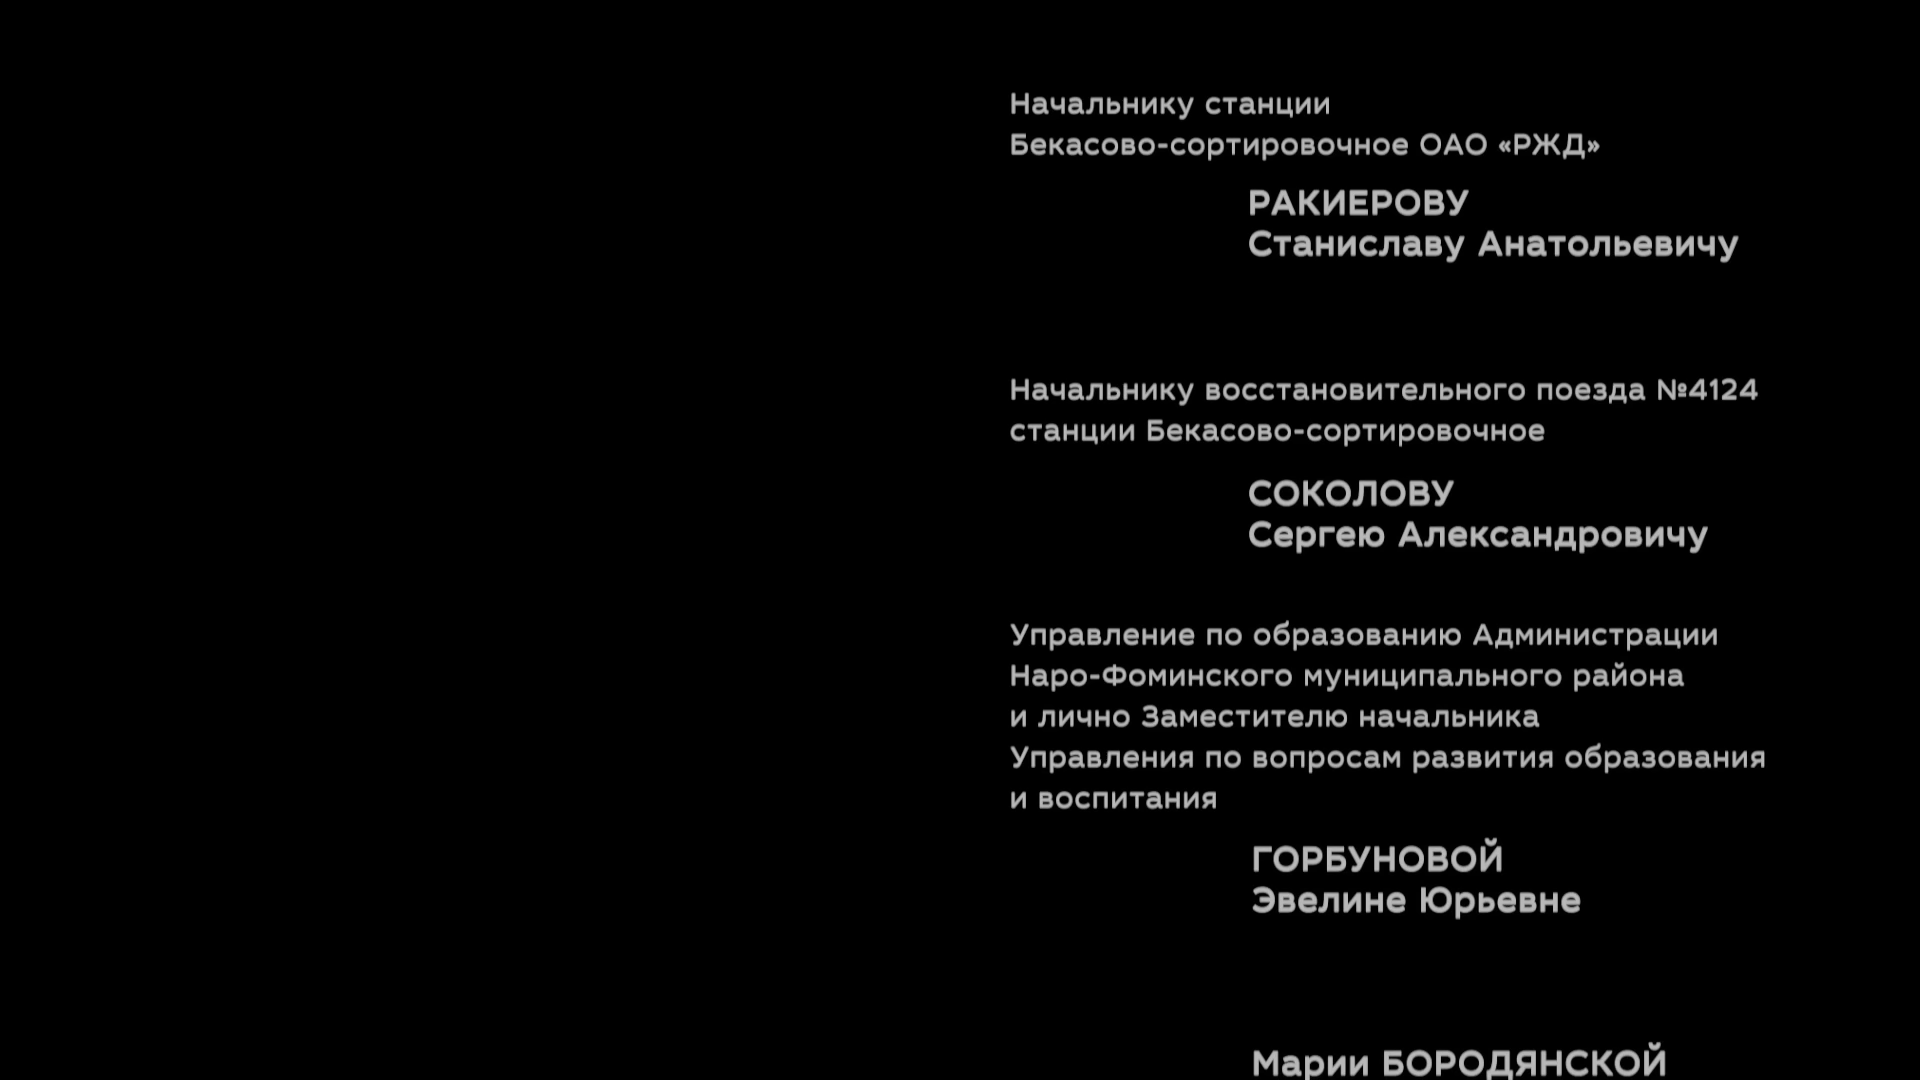 Начальнику станции
Бекасово-сортировочное ОАО «РЖД»
РАКИЕРОВУ
Станиславу Анатольевичу
Начальнику восстановительного поезда №4124
станции Бекасово-сортировочное
СОКОЛОВУ
Сергею Александровичу
Управление по образованию Администрации
Наро-Фоминского муниципального района
и лично Заместителю начальника
Управления по вопросам развития образования
и воспитания
ГОРБУНОВОЙ
Эвелине Юрьевне
Марии БОРОДЯНСКОЙ